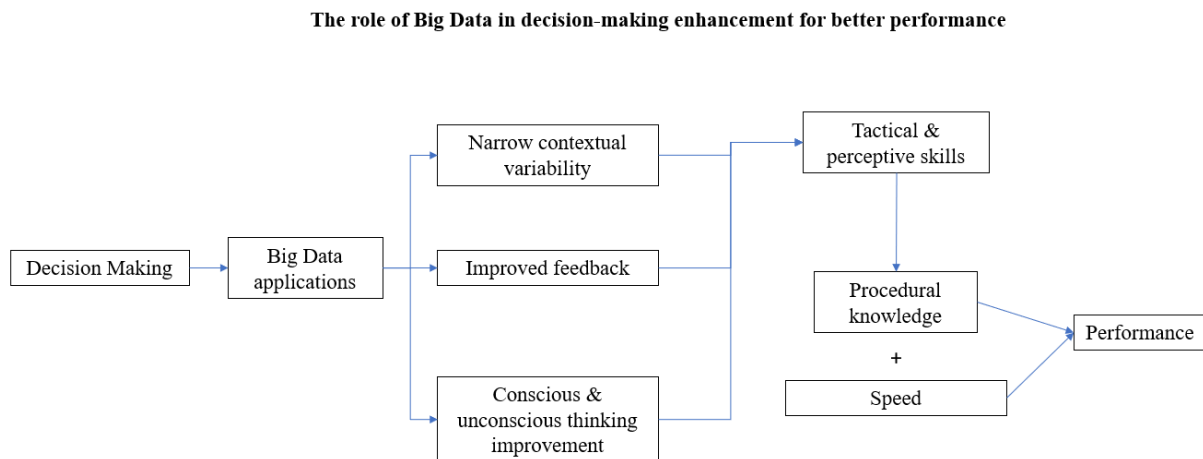 The role of Big Data in decision-making enhancement for better performance
Decision Making
Big Data
applications
Narrow contextual
variability
Improved feedback
Conscious &
unconscious thinking
improvement
Tactical &
perceptive skills
Procedural
knowledge
+
Speed
Performance